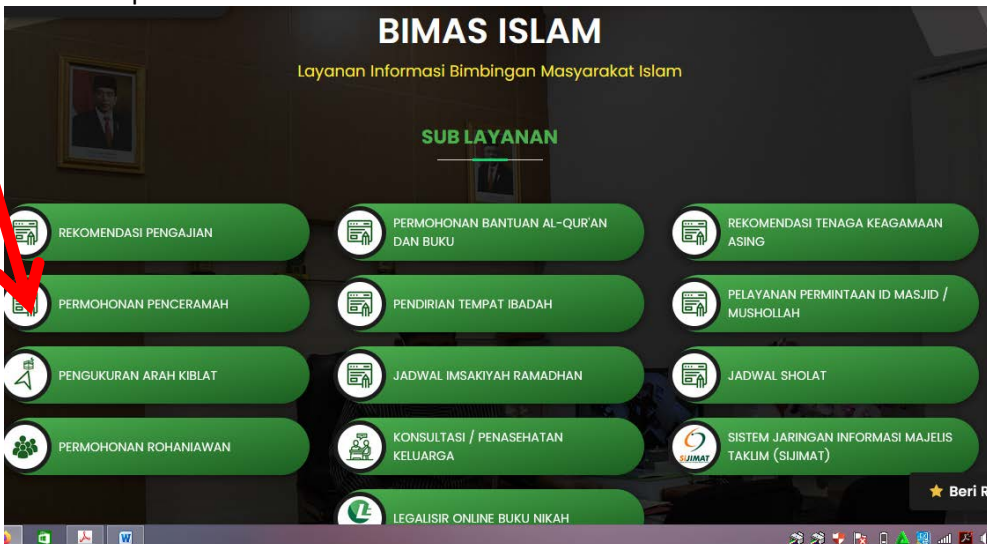 BIMAS ISLAM
Layanan Informasi Bimbingan Masyarakat Islam
SUB LAYANAN
REKOMENDASI PENGAJIAN
PERMOHONAN BANTUAN AL-QUR'AN
DAN BUKU
REKOMENDASI TENAGA KEAGAMAAN
ASING
PERMOHONAN PENCERAMAH
PENDIRIAN TEMPAT IBADAH
PELAYANAN PERMINTAAN ID MASJID /
MUSHOLLAH
PENGUKURAN ARAH KIBLAT
JADWAL IMSAKIYAH RAMADHAN
JADWAL SHOLAT
PERMOHONAN ROHANIAWAN
KONSULTASI / PENASEHATAN
KELUARGA
SIJIMAT
SISTEM JARINGAN INFORMASI MAJELIS
TAKLIM (SIJIMAT)
Beri R
LEGALISIR ONLINE BUKU NIKAH